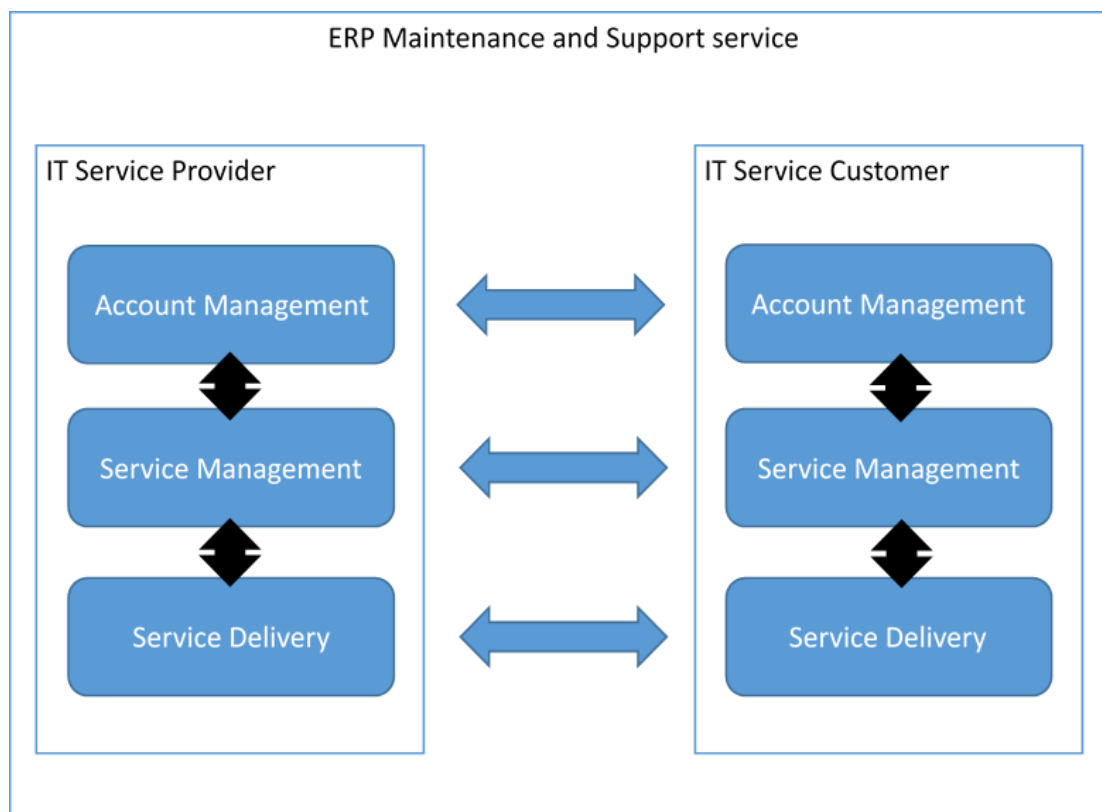 ERP Maintenance and Support service
IT Service Provider
Account Management
Service Management
Service Delivery
IT Service Customer
Account Management
Service Management
Service Delivery